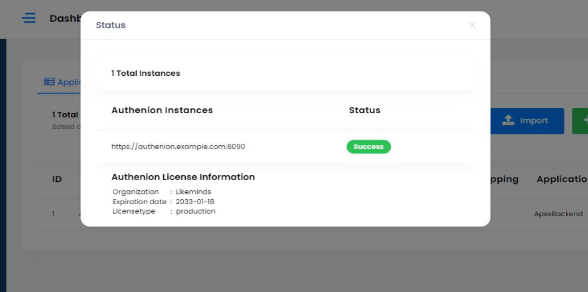 Dashb
Status
Applic
1 Total Instances
1 Total
Based o
Import
Authenion Instances Status
https://authenion.example.com:8090 Success
Authenion License Information
ID pping Applicatio
Organization : Likeminds
Expiration date : 2033-01-18
Licensetype : production
1 ApexBackend